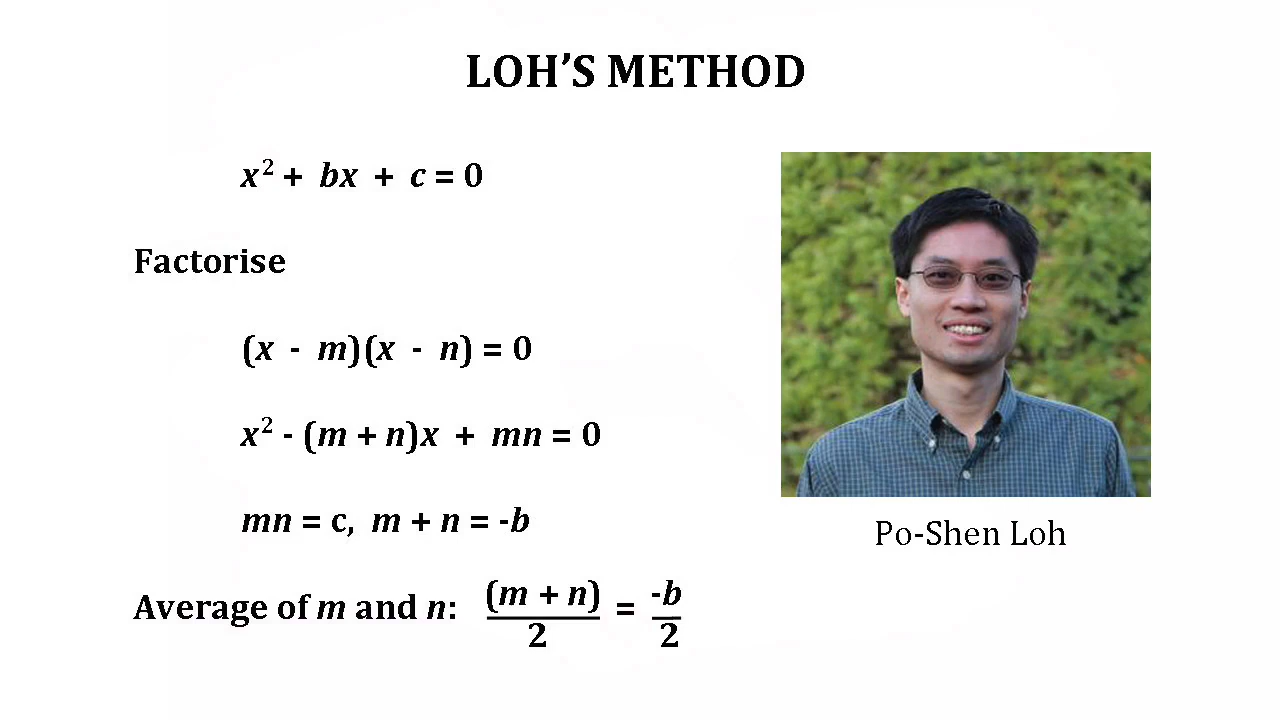 LOH’S METHOD
x² + bx + c = 0
Factorise
(x - m)(x - n) = 0
x² - (m + n)x + mn = 0
mn = c, m + n = -b
Average of m and n: (m + n)/2 = -b/2
Po-Shen Loh